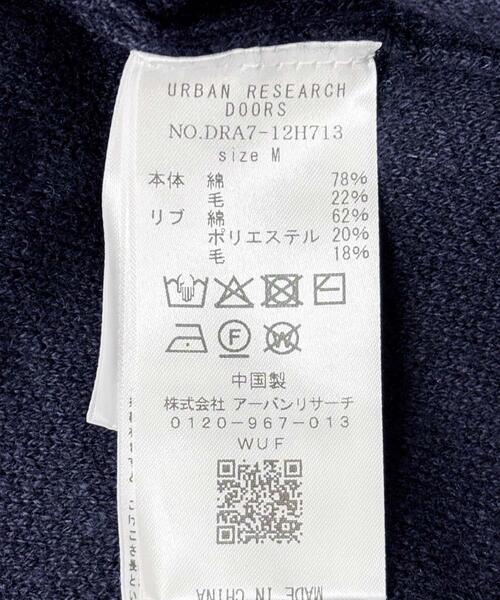 URBAN RESEARCH
DOORS
NO.DRA7-12H713
size M
本体 綿 78%
毛 22%
リブ 綿 62%
ポリエステル 20%
毛 18%
F
W
中国製
株式会社 アーバンリサーチ
0120-967-013
WUF
MADE IN CHINA